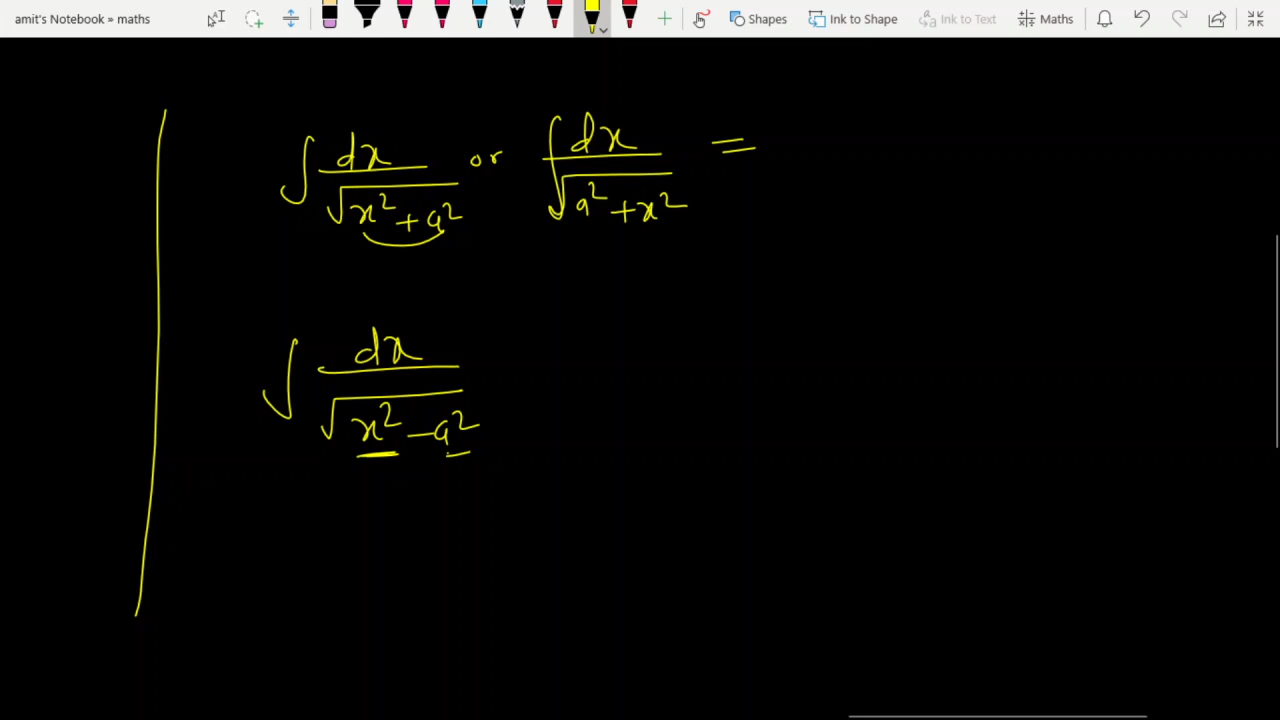 amit's Notebook » maths Shapes Ink to Shape Ink to Text Maths
∫ dx / √(x² + a²) or ∫ dx / √(a² + x²) =
∫ dx / √(x² - a²)